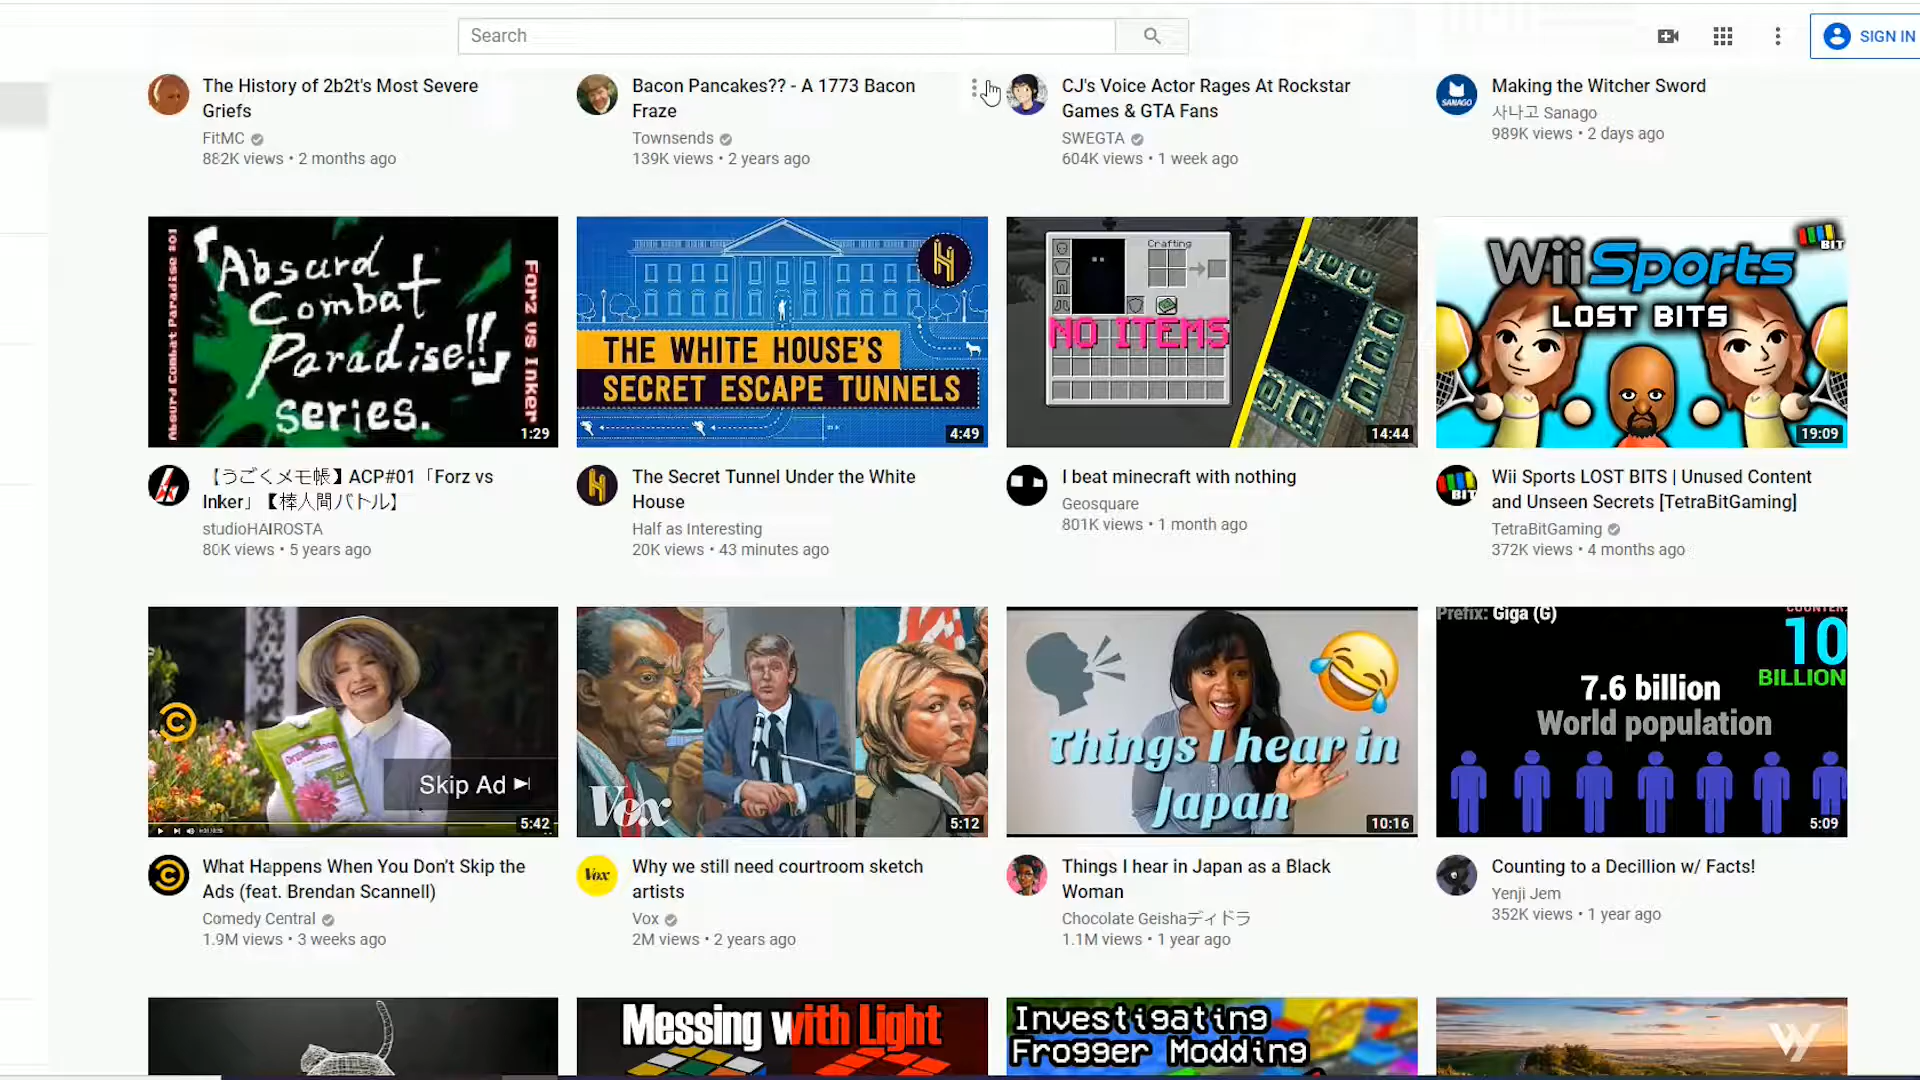 Search
SIGN IN
The History of 2b2t's Most Severe
Griefs
FitMC
882K views • 2 months ago
Bacon Pancakes?? - A 1773 Bacon
Fraze
Townsends
139K views • 2 years ago
CJ's Voice Actor Rages At Rockstar
Games & GTA Fans
SWEGTA
604K views • 1 week ago
SANAGO
Making the Witcher Sword
사나고 Sanago
989K views • 2 days ago
Absurd Combat Paradise S01
「Absurd
Combat
Paradise!!」
series.
Forz vs Inker
1:29
THE WHITE HOUSE'S
SECRET ESCAPE TUNNELS
4:49
Crafting
NO ITEMS
14:44
BIT
Wii Sports
LOST BITS
19:09
【うごくメモ帳】ACP#01「Forz vs
Inker」【棒人間バトル】
studioHAIROSTA
80K views • 5 years ago
The Secret Tunnel Under the White
House
Half as Interesting
20K views • 43 minutes ago
I beat minecraft with nothing
Geosquare
801K views • 1 month ago
BIT
Wii Sports LOST BITS | Unused Content
and Unseen Secrets [TetraBitGaming]
TetraBitGaming
372K views • 4 months ago
Skip Ad
5:42
Vox
5:12
Things I hear in
Japan
10:16
Prefix: Giga (G)
COUNTER:
10
BILLION
7.6 billion
World population
5:09
What Happens When You Don't Skip the
Ads (feat. Brendan Scannell)
Comedy Central
1.9M views • 3 weeks ago
Vox
Why we still need courtroom sketch
artists
Vox
2M views • 2 years ago
Things I hear in Japan as a Black
Woman
Chocolate Geishaディドラ
1.1M views • 1 year ago
Counting to a Decillion w/ Facts!
Yenji Jem
352K views • 1 year ago
Messing with Light
Investigating
Frogger Modding